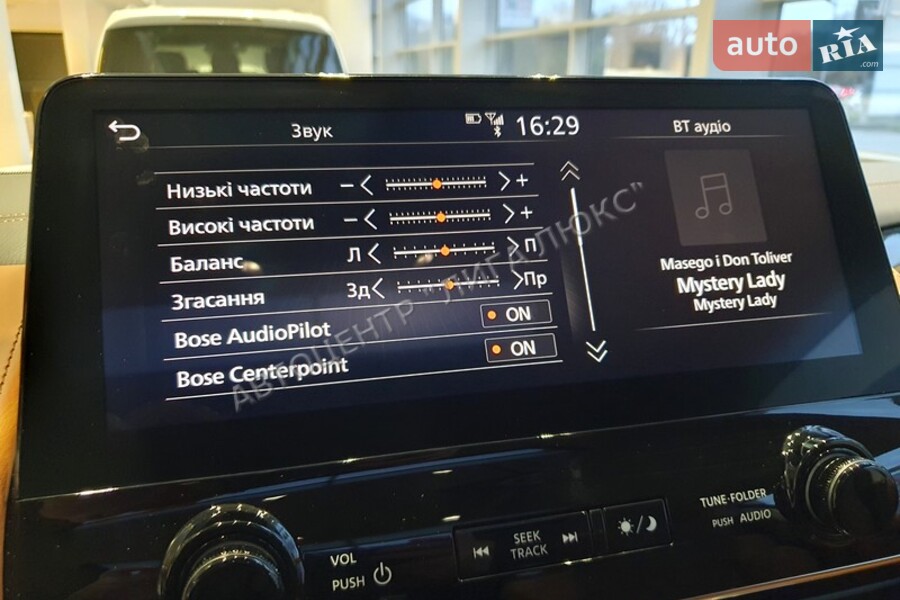 auto RIA .com
Звук
16:29
BT аудіо
Низькі частоти - +
Високі частоти - +
Баланс Л П
Згасання Зд Пр
Bose AudioPilot ON
Bose Centerpoint ON
Masego і Don Toliver
Mystery Lady
Mystery Lady
АВТОЦЕНТР "ЛИГА ЛЮКС"
VOL
PUSH
SEEK
TRACK
TUNE·FOLDER
PUSH AUDIO